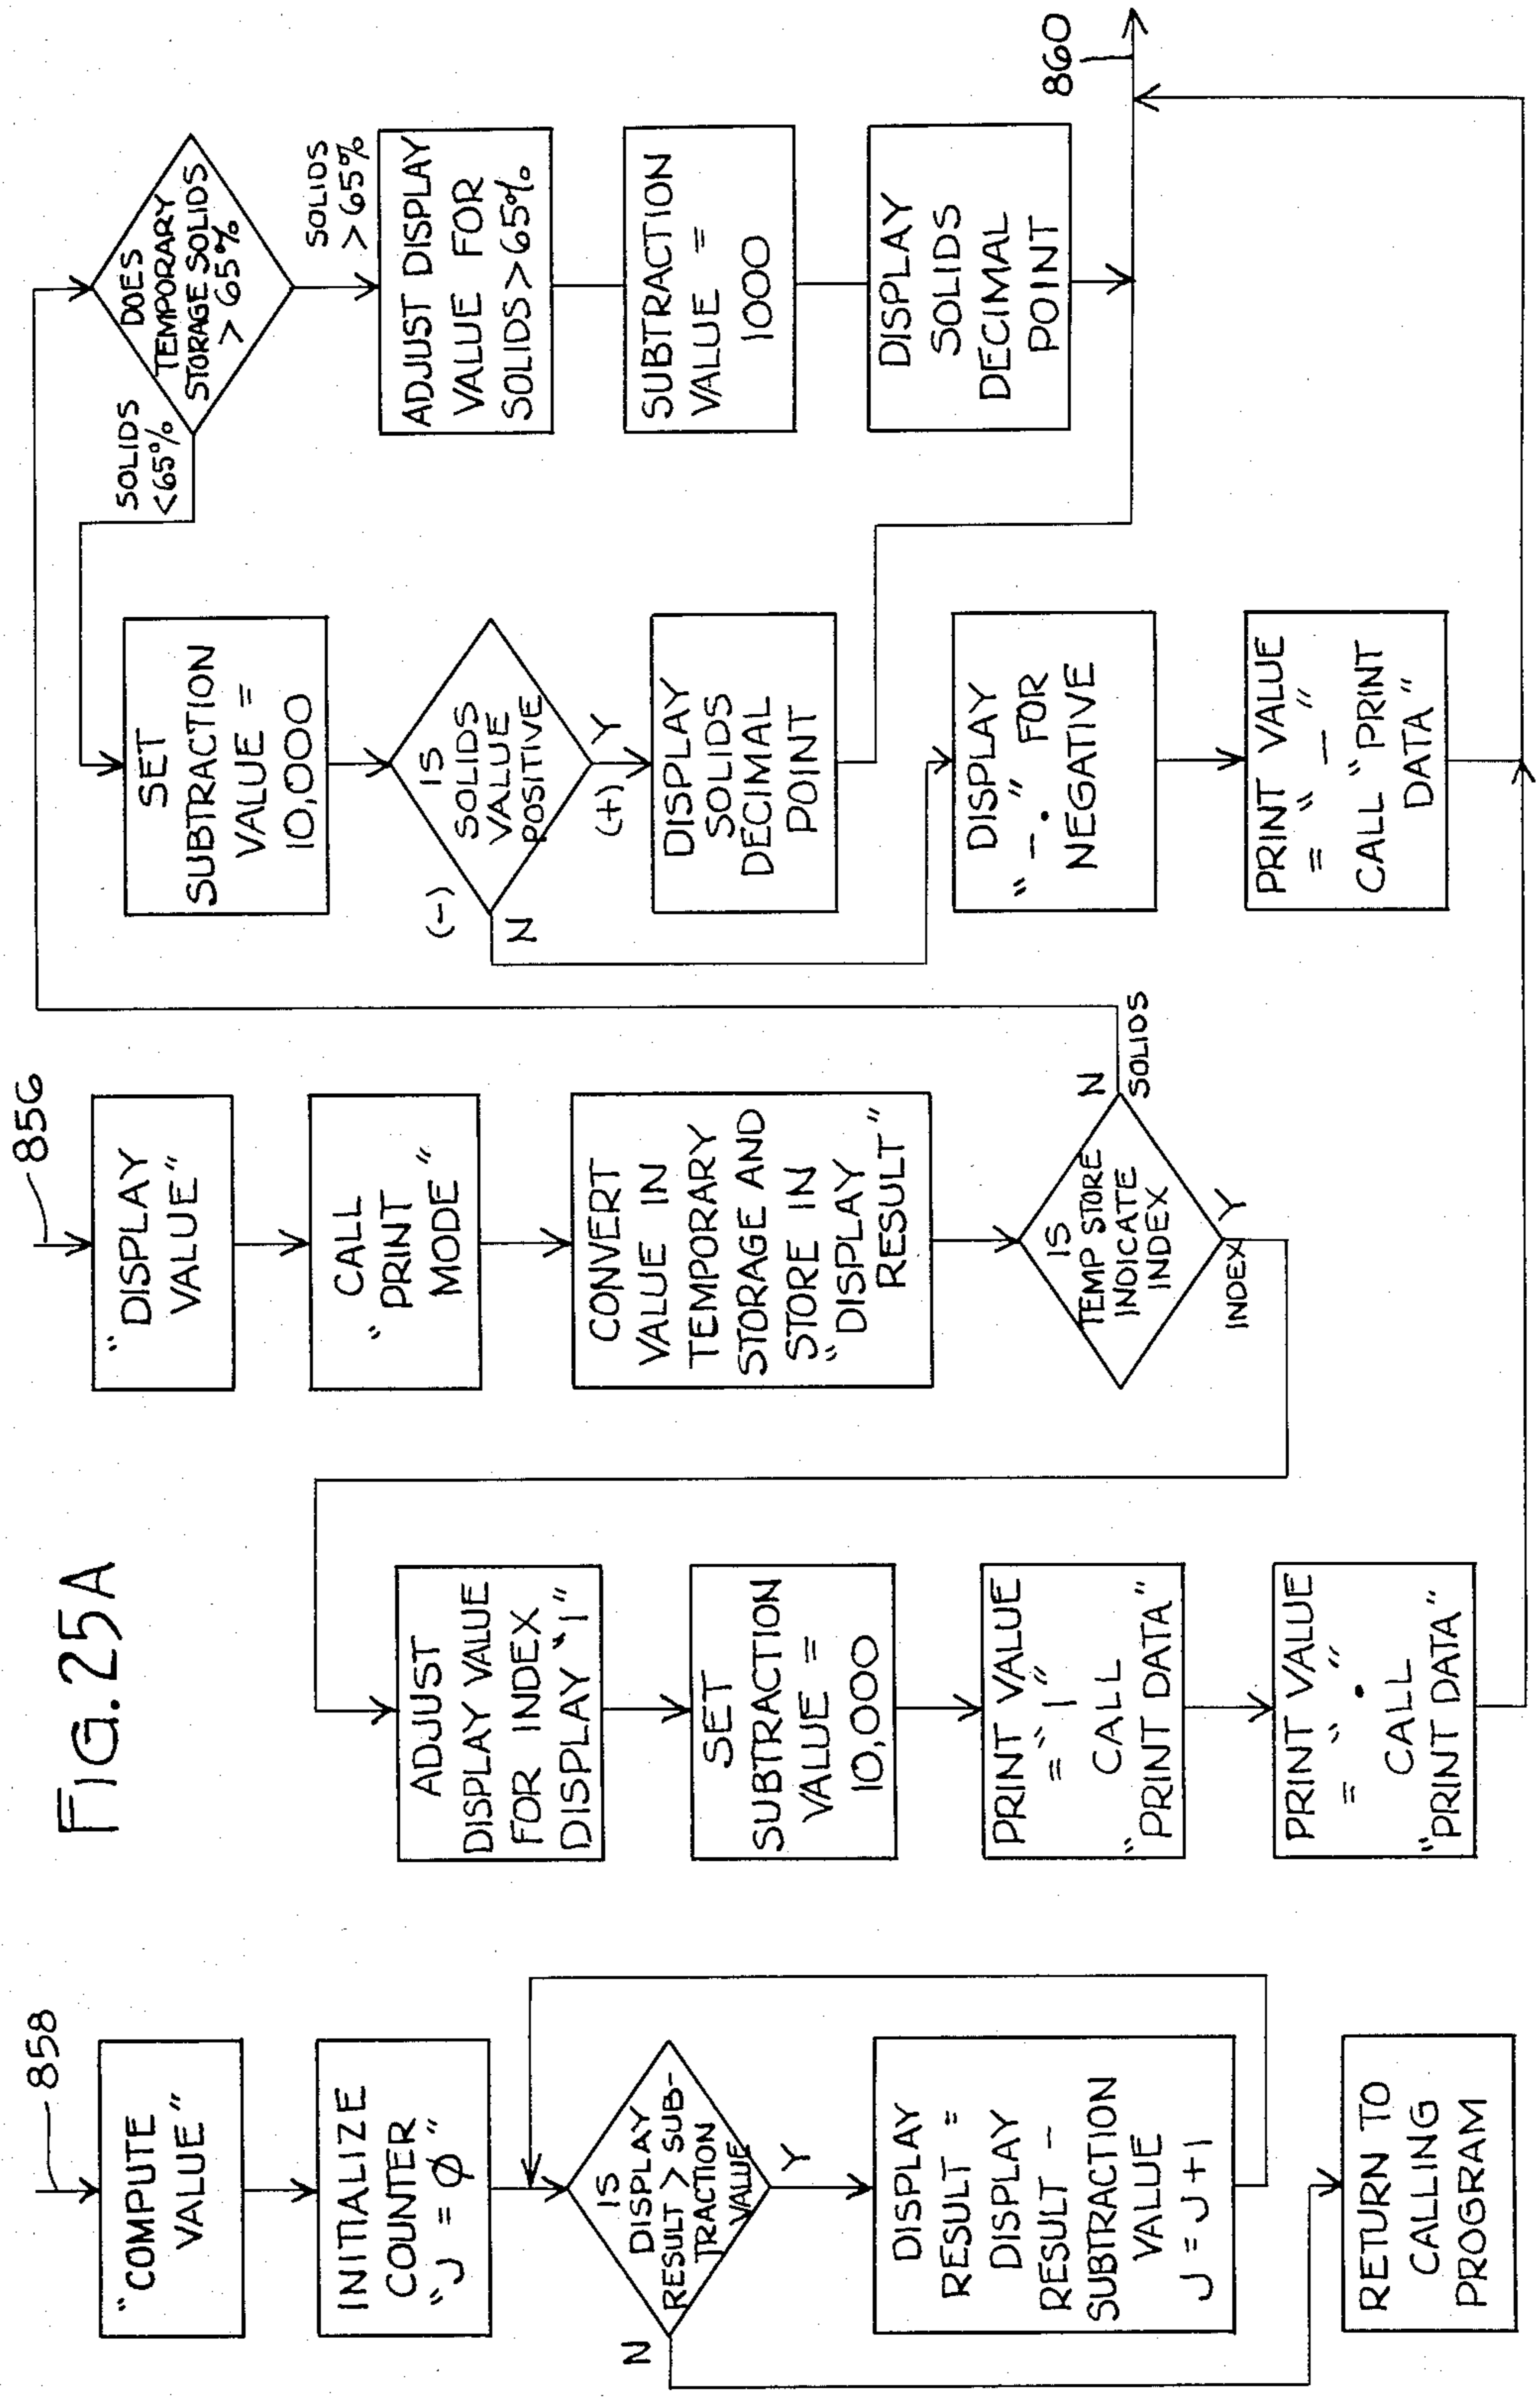 FIG. 25A
858
"COMPUTE
VALUE"
INITIALIZE
COUNTER
"J = Ø"
IS
DISPLAY
RESULT > SUB-
TRACTION
VALUE
N
Y
DISPLAY
RESULT =
DISPLAY
RESULT -
SUBTRACTION
VALUE
J = J + 1
RETURN TO
CALLING
PROGRAM
ADJUST
DISPLAY VALUE
FOR INDEX
DISPLAY "1"
SET
SUBTRACTION
VALUE =
10,000
PRINT VALUE
= "1"
CALL
"PRINT DATA"
PRINT VALUE
= "."
CALL
"PRINT DATA"
856
"DISPLAY
VALUE"
CALL
"PRINT
MODE"
CONVERT
VALUE IN
TEMPORARY
STORAGE AND
STORE IN
"DISPLAY
RESULT"
IS
TEMP STORE
INDICATE
INDEX
N
SOLIDS
INDEX
Y
SET
SUBTRACTION
VALUE =
10,000
IS
SOLIDS
VALUE
POSITIVE
(-)
N
(+)
Y
DISPLAY
SOLIDS
DECIMAL
POINT
DISPLAY
"-." FOR
NEGATIVE
PRINT VALUE
= "-"
CALL "PRINT
DATA"
DOES
TEMPORARY
STORAGE SOLIDS
> 65%
SOLIDS
<65%
SOLIDS
>65%
ADJUST DISPLAY
VALUE FOR
SOLIDS>65%
SUBTRACTION
VALUE =
1000
DISPLAY
SOLIDS
DECIMAL
POINT
860